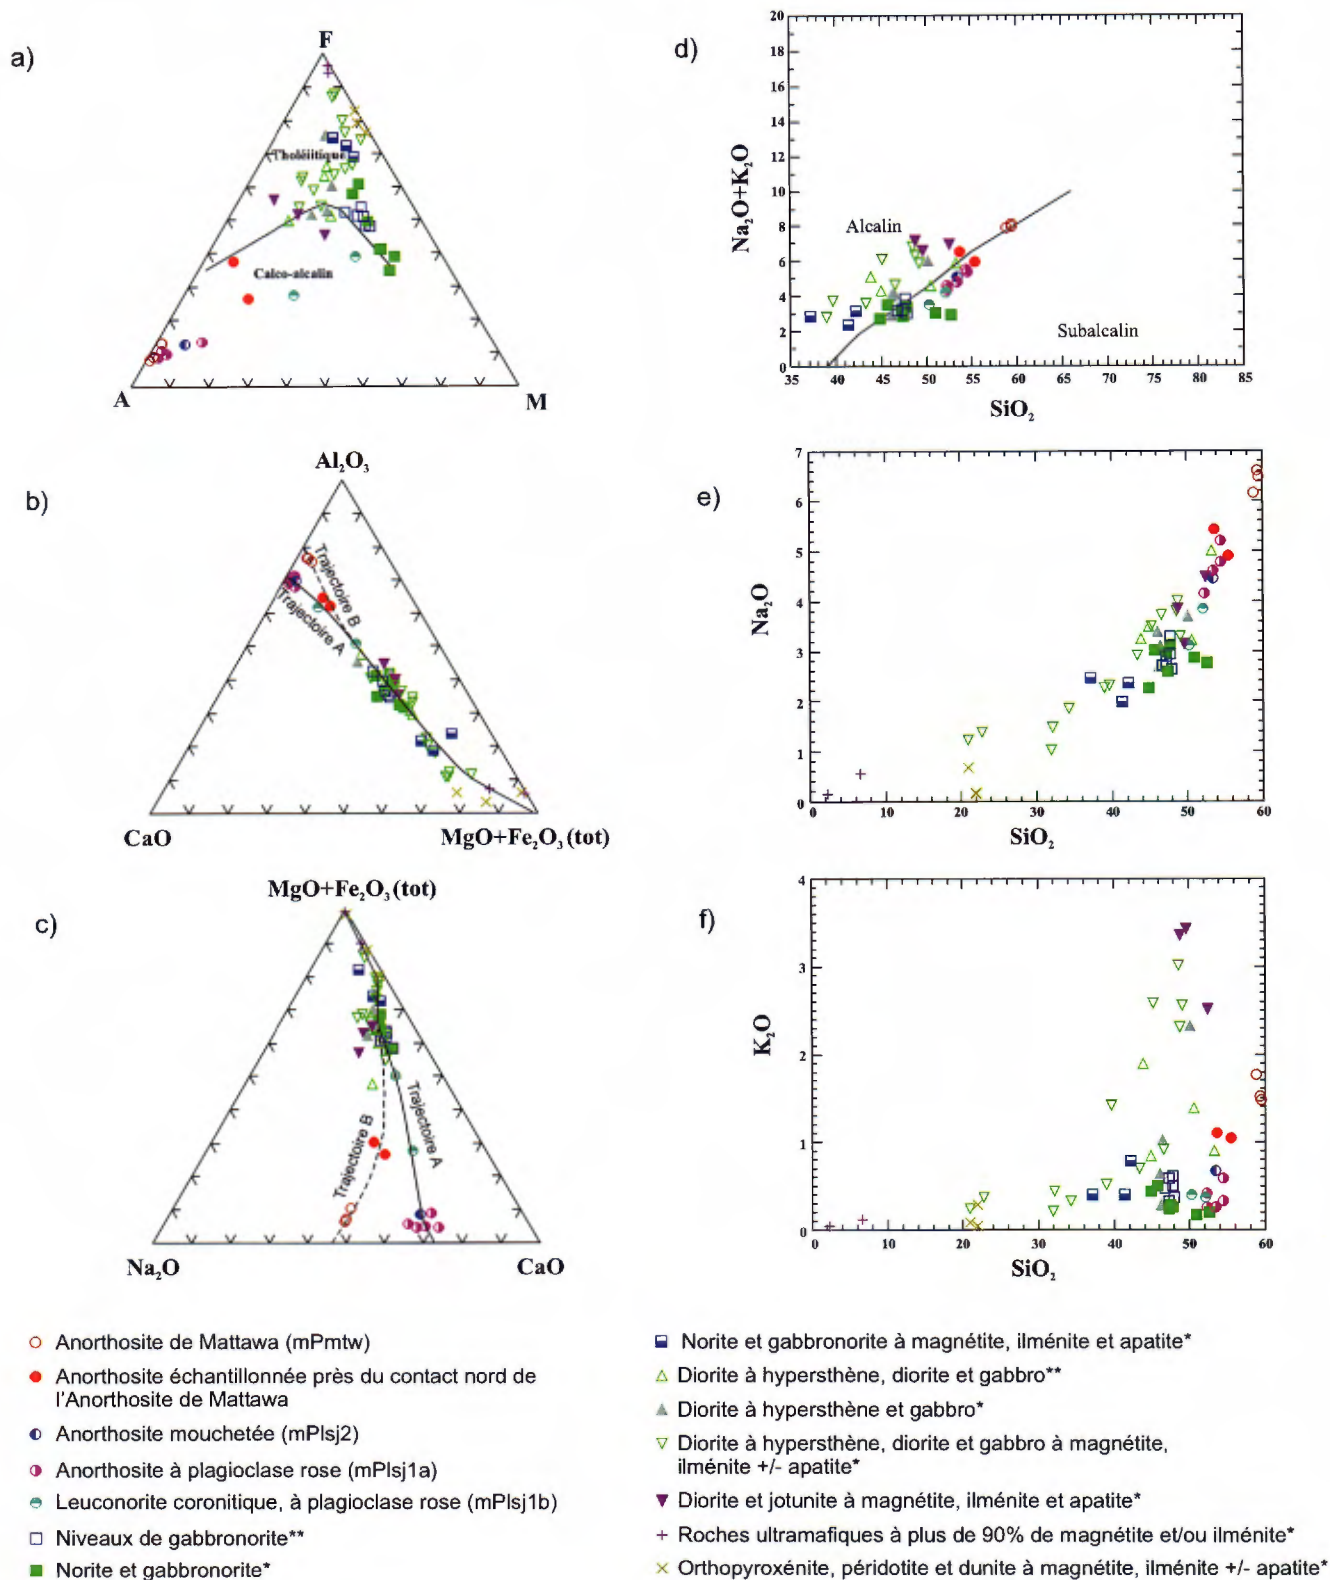 a)
F
Tholéiitique
Calco-alcalin
A
M
b)
Al₂O₃
Trajectoire B
Trajectoire A
CaO
MgO+Fe₂O₃ (tot)
c)
MgO+Fe₂O₃ (tot)
Trajectoire B
Trajectoire A
Na₂O
CaO
d)
Na₂O+K₂O
20
18
16
14
12
10
8
6
4
2
0
Alcalin
Subalcalin
35 40 45 50 55 60 65 70 75 80 85
SiO₂
e)
Na₂O
7
6
5
4
3
2
1
0
0 10 20 30 40 50 60
SiO₂
f)
K₂O
4
3
2
1
0
0 10 20 30 40 50 60
SiO₂
Anorthosite de Mattawa (mPmtw)
Anorthosite échantillonnée près du contact nord de
l'Anorthosite de Mattawa
Anorthosite mouchetée (mPlsj2)
Anorthosite à plagioclase rose (mPlsj1a)
Leuconorite coronitique, à plagioclase rose (mPlsj1b)
Niveaux de gabbronorite**
Norite et gabbronorite*
Norite et gabbronorite à magnétite, ilménite et apatite*
Diorite à hypersthène, diorite et gabbro**
Diorite à hypersthène et gabbro*
Diorite à hypersthène, diorite et gabbro à magnétite,
ilménite +/- apatite*
Diorite et jotunite à magnétite, ilménite et apatite*
Roches ultramafiques à plus de 90% de magnétite et/ou ilménite*
Orthopyroxénite, péridotite et dunite à magnétite, ilménite +/- apatite*